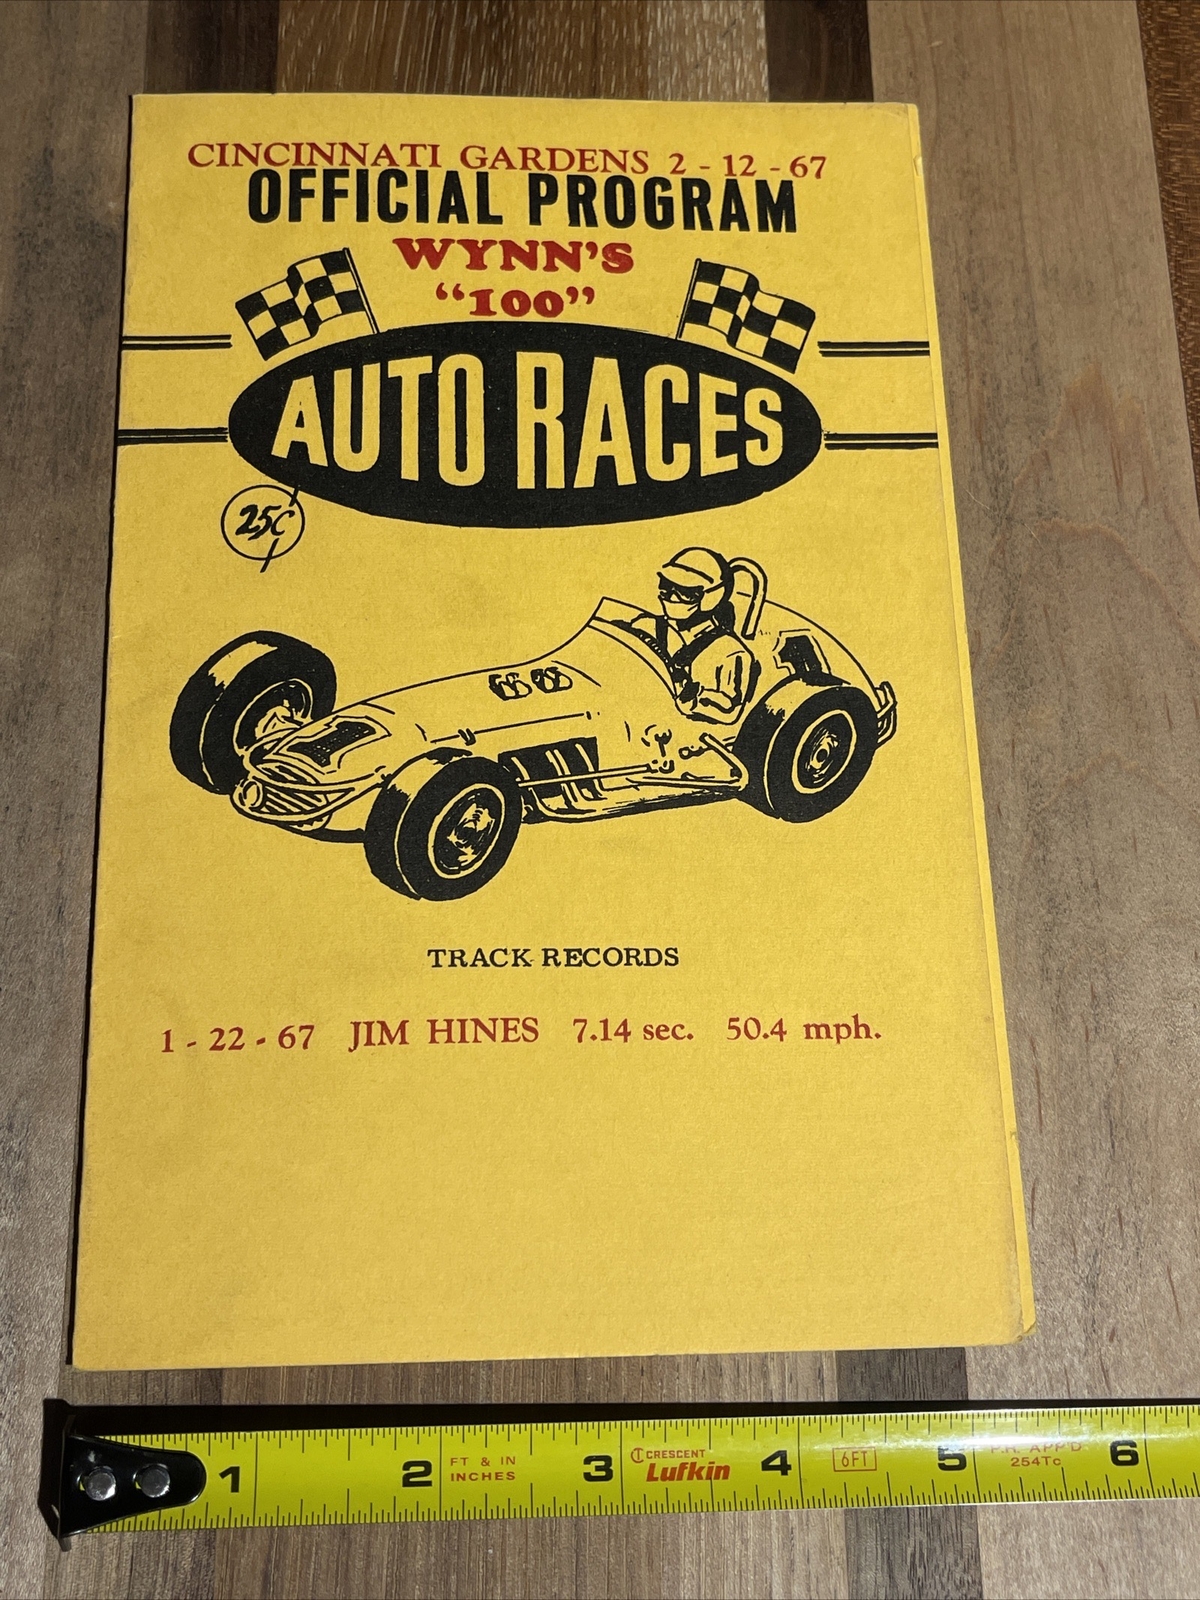 CINCINNATI GARDENS 2 - 12 - 67
OFFICIAL PROGRAM
WYNN'S
"100"
AUTO RACES
25¢
1
1
TRACK RECORDS
1 - 22 - 67 JIM HINES 7.14 sec. 50.4 mph.
1 2 FT & IN INCHES 3 CRESCENT Lufkin 4 6FT 5 254Tc 6